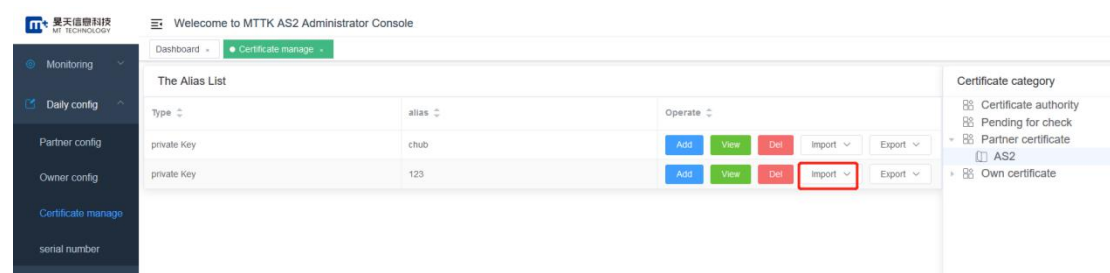 昊天信息科技
MT TECHNOLOGY
Welecome to MTTK AS2 Administrator Console
Dashboard
Certificate manage
Monitoring
Daily config
Partner config
Owner config
Certificate manage
serial number
The Alias List
Type alias Operate
private Key chub Add View Del Import Export
private Key 123 Add View Del Import Export
Certificate category
Certificate authority
Pending for check
Partner certificate
AS2
Own certificate